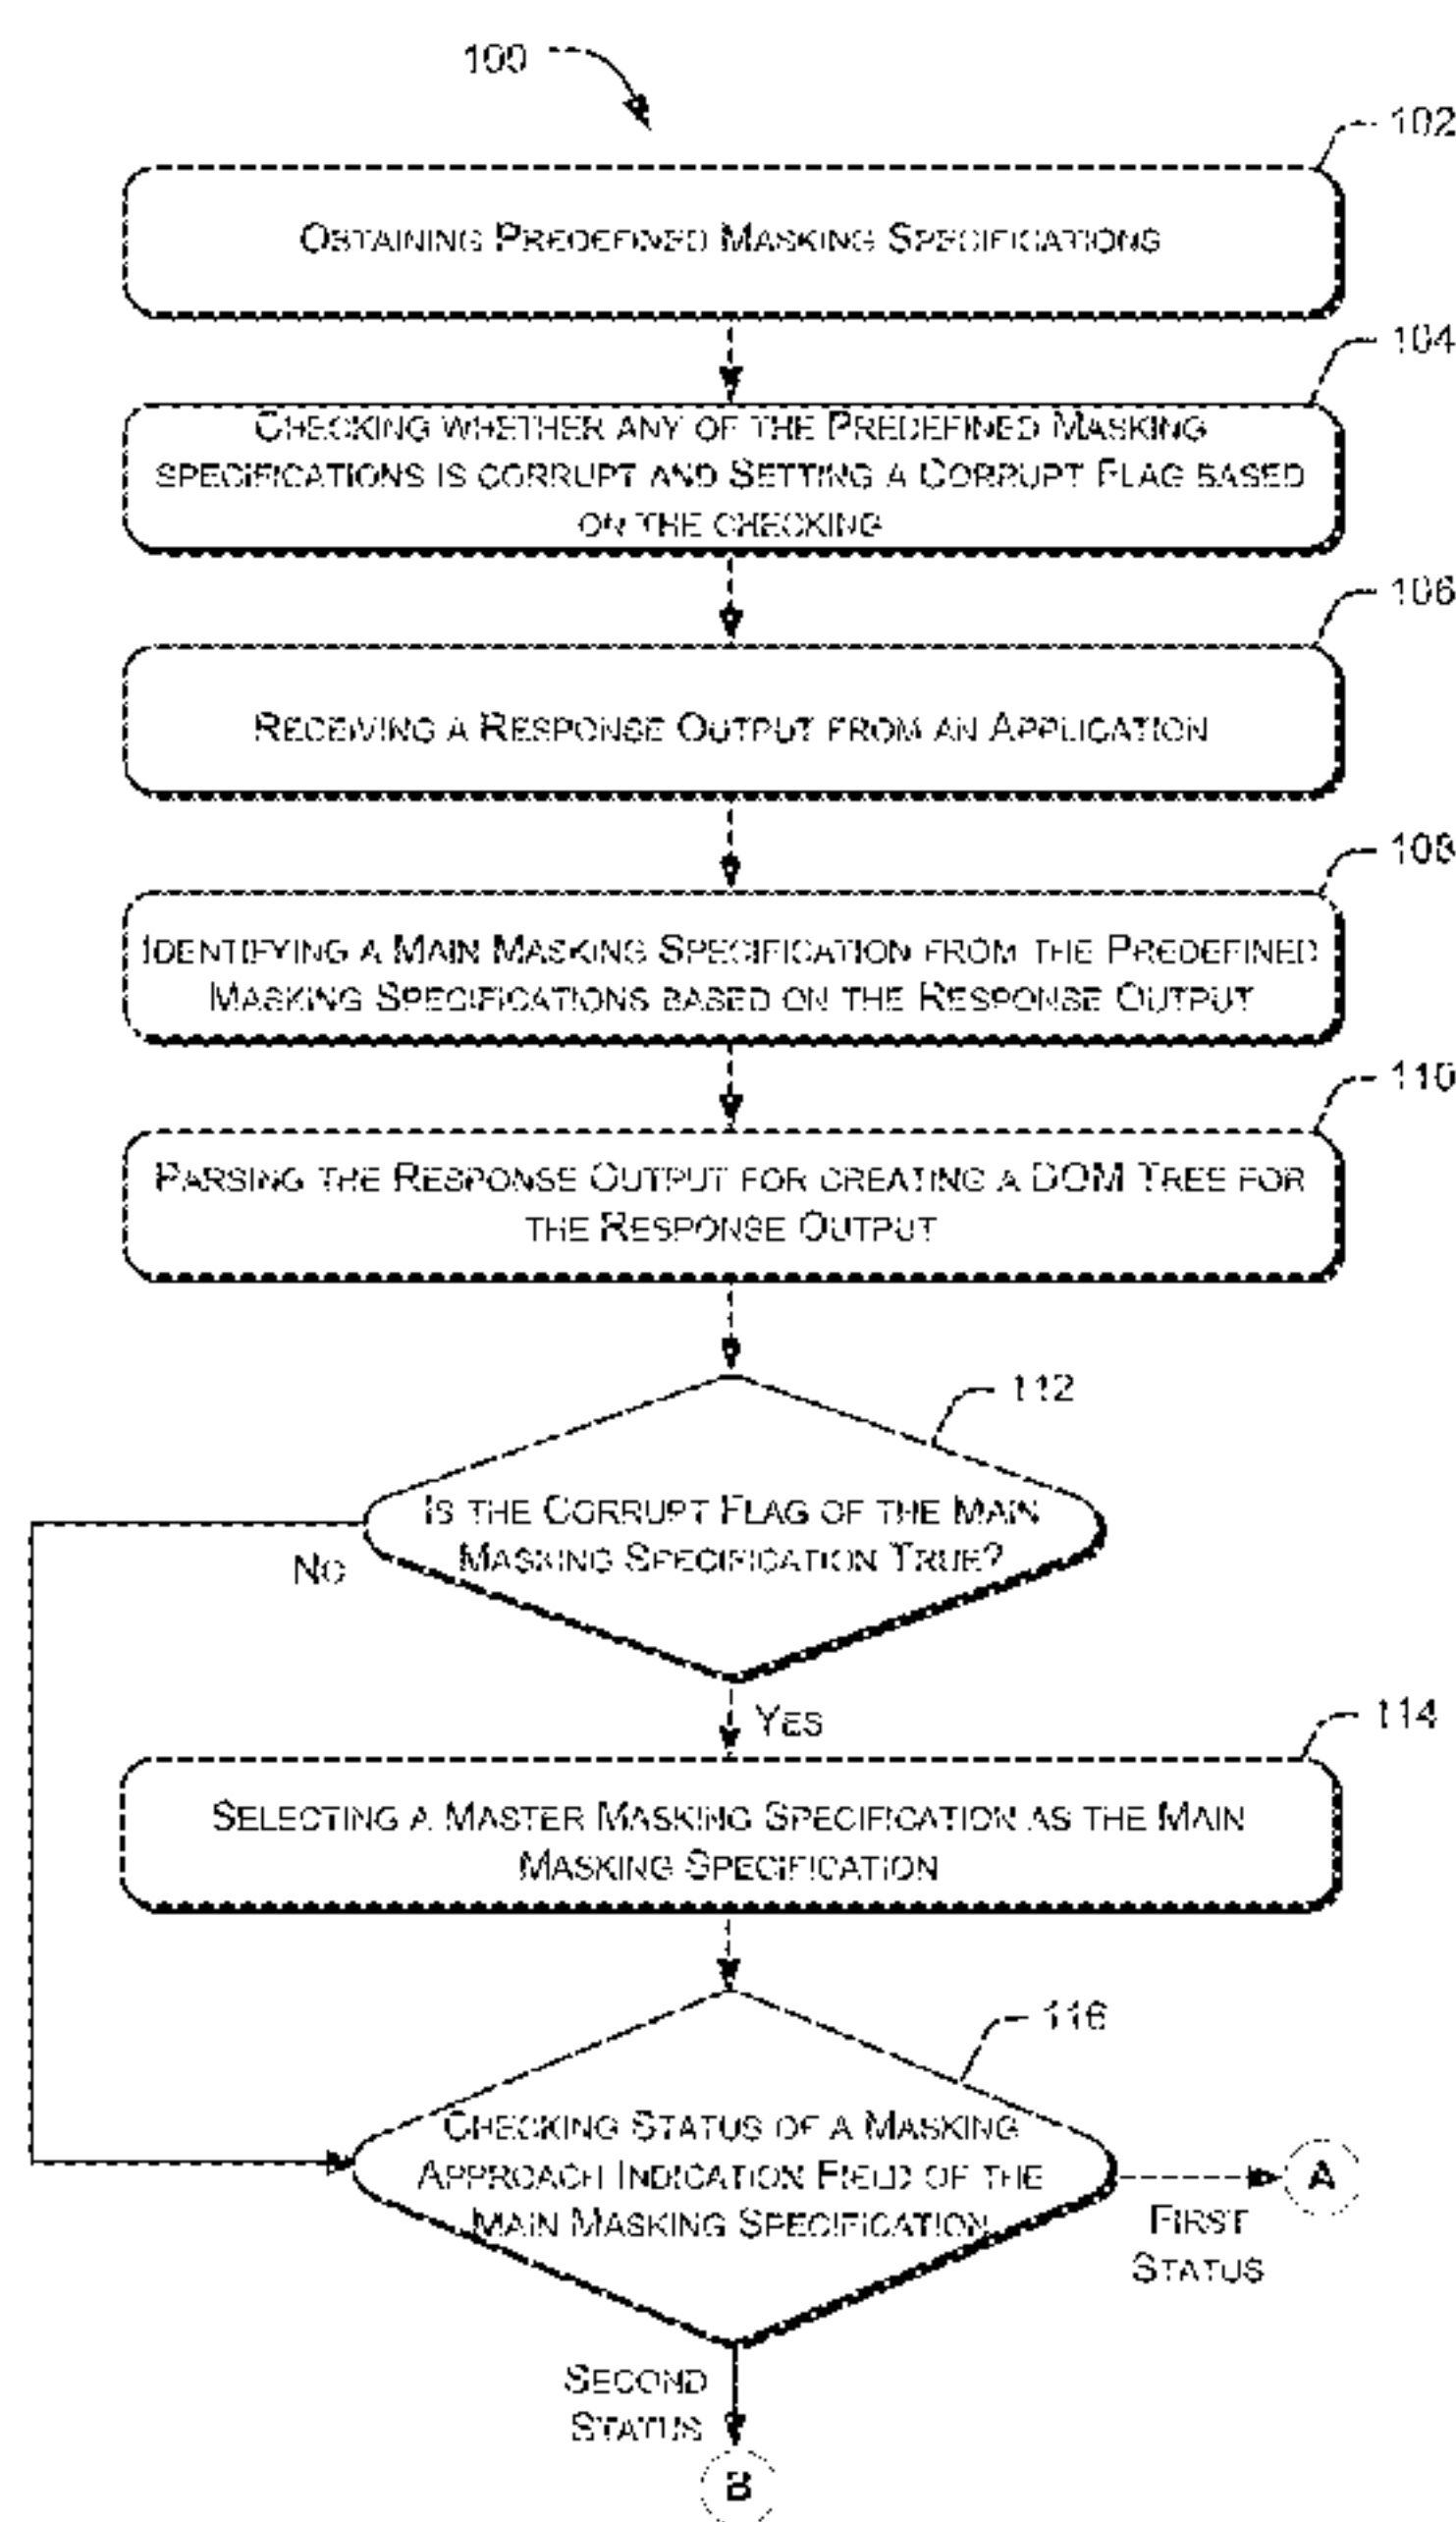 100
102
OBTAINING PREDEFINED MASKING SPECIFICATIONS
104
CHECKING WHETHER ANY OF THE PREDEFINED MASKING
SPECIFICATIONS IS CORRUPT AND SETTING A CORRUPT FLAG BASED
ON THE CHECKING
106
RECEIVING A RESPONSE OUTPUT FROM AN APPLICATION
108
IDENTIFYING A MAIN MASKING SPECIFICATION FROM THE PREDEFINED
MASKING SPECIFICATIONS BASED ON THE RESPONSE OUTPUT
110
PARSING THE RESPONSE OUTPUT FOR CREATING A DOM TREE FOR
THE RESPONSE OUTPUT
112
IS THE CORRUPT FLAG OF THE MAIN
MASKING SPECIFICATION TRUE?
NO
YES
114
SELECTING A MASTER MASKING SPECIFICATION AS THE MAIN
MASKING SPECIFICATION
116
CHECKING STATUS OF A MASKING
APPROACH INDICATION FIELD OF THE
MAIN MASKING SPECIFICATION
A
FIRST
STATUS
SECOND
STATUS
B